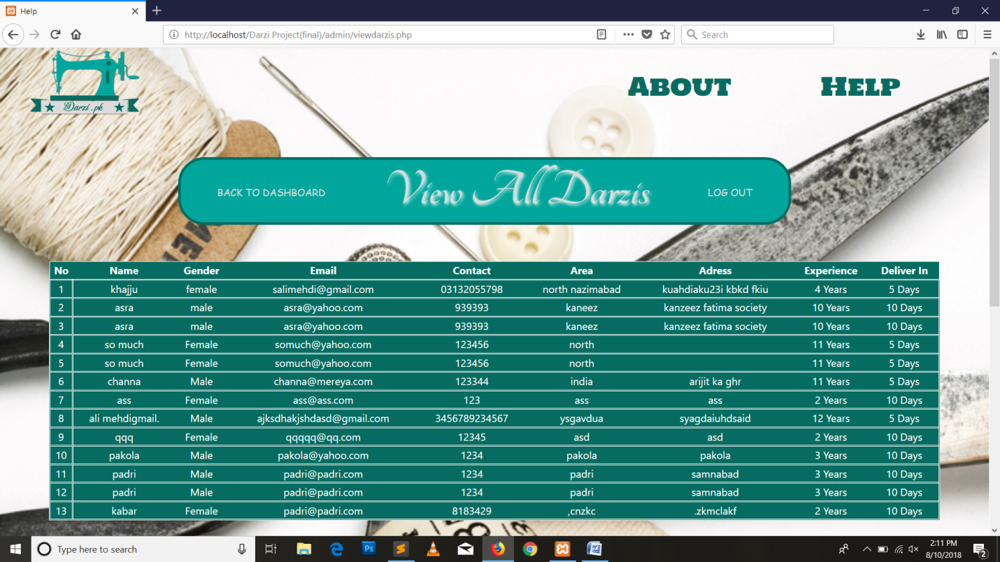 Help
http://localhost/Darzi Project(final)/admin/viewdarzis.php
Search
Darzi .pk
About Help
BACK TO DASHBOARD View All Darzis LOG OUT
No Name Gender Email Contact Area Adress Experience Deliver In
1 khajju female salimehdi@gmail.com 03132055798 north nazimabad kuahdiaku23i kbkd fkiu 4 Years 5 Days
2 asra male asra@yahoo.com 939393 kaneez kanzeez fatima society 10 Years 10 Days
3 asra male asra@yahoo.com 939393 kaneez kanzeez fatima society 10 Years 10 Days
4 so much Female somuch@yahoo.com 123456 north 11 Years 5 Days
5 so much Female somuch@yahoo.com 123456 north 11 Years 5 Days
6 channa Male channa@mereya.com 123344 india arijit ka ghr 11 Years 5 Days
7 ass Female ass@ass.com 123 ass ass 2 Years 10 Days
8 ali mehdigmail. Male ajksdhakjshdasd@gmail.com 3456789234567 ysgavdua syagdaiuhdsaid 12 Years 5 Days
9 qqq Female qqqqq@qq.com 12345 asd asd 2 Years 10 Days
10 pakola Male pakola@yahoo.com 1234 pakola pakola 3 Years 10 Days
11 padri Male padri@padri.com 1234 padri samnabad 3 Years 10 Days
12 padri Male padri@padri.com 1234 padri samnabad 3 Years 10 Days
13 kabar Female padri@padri.com 8183429 ,cnzkc .zkmclakf 2 Years 10 Days
Type here to search
Ps
2:11 PM
8/10/2018
2